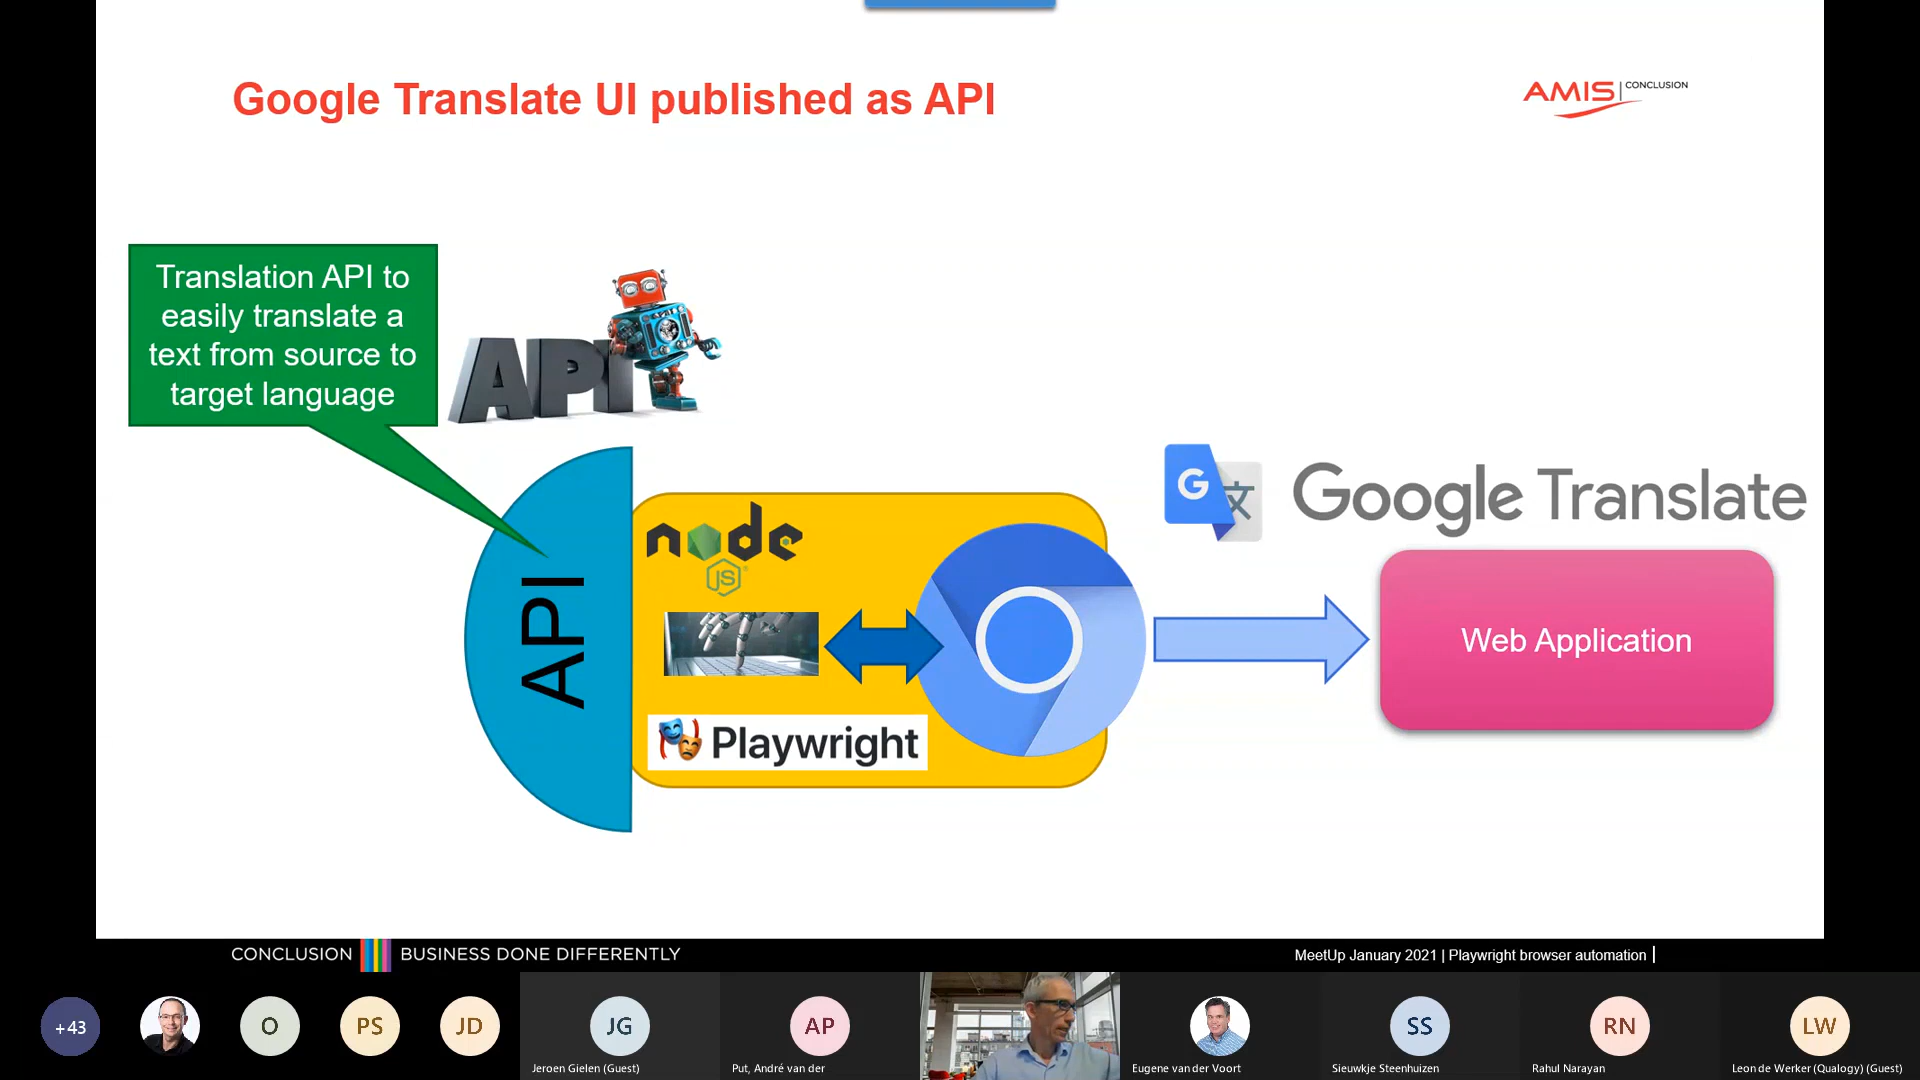 Google Translate UI published as API
AMIS | CONCLUSION
Translation API to
easily translate a
text from source to
target language
API
Google Translate
node
JS
API
Web Application
Playwright
CONCLUSION BUSINESS DONE DIFFERENTLY
MeetUp January 2021 | Playwright browser automation |
+43
O
PS
JD
JG
AP
SS
RN
LW
Jeroen Gielen (Guest)
Put, André van der
Eugene van der Voort
Sieuwkje Steenhuizen
Rahul Narayan
Leon de Werker (Qualogy) (Guest)